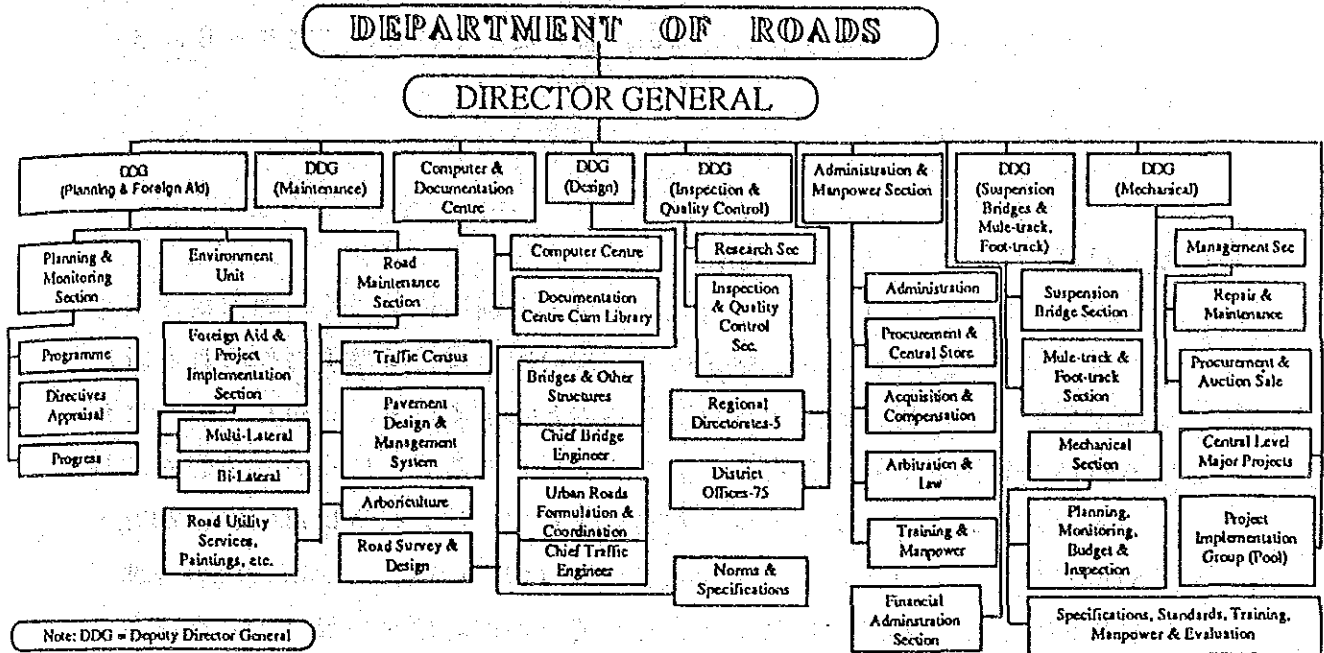 DEPARTMENT OF ROADS
DIRECTOR GENERAL
DDG
(Planning & Foreign Aid)
DDG
(Maintenance)
Computer &
Documentation
Centre
DDG
(Design)
DDG
(Inspection &
Quality Control)
Administration &
Manpower Section
DDG
(Suspension
Bridges &
Mule-track,
Foot-track)
DDG
(Mechanical)
Planning &
Monitoring
Section
Environment
Unit
Road
Maintenance
Section
Computer Centre
Documentation
Centre Cum Library
Research Sec
Inspection
& Quality
Control
Sec.
Administration
Procurement &
Central Store
Acquisition &
Compensation
Arbitration &
Law
Training &
Manpower
Financial
Adminstration
Section
Suspension
Bridge Section
Mule-track &
Foot-track
Section
Management Sec
Repair &
Maintenance
Procurement &
Auction Sale
Programme
Directives
Appraisal
Progress
Foreign Aid &
Project
Implementation
Section
Multi-Lateral
Bi-Lateral
Road Utility
Services,
Paintings, etc.
Traffic Census
Pavement
Design &
Management
System
Arboriculture
Road Survey &
Design
Bridges & Other
Structures
Chief Bridge
Engineer
Urban Roads
Formulation &
Coordination
Chief Traffic
Engineer
Regional
Directorates-5
District
Offices-75
Norms &
Specifications
Mechanical
Section
Central Level
Major Projects
Planning,
Monitoring,
Budget &
Inspection
Project
Implementation
Group (Pool)
Specifications, Standards, Training,
Manpower & Evaluation
Note: DDG = Deputy Director General